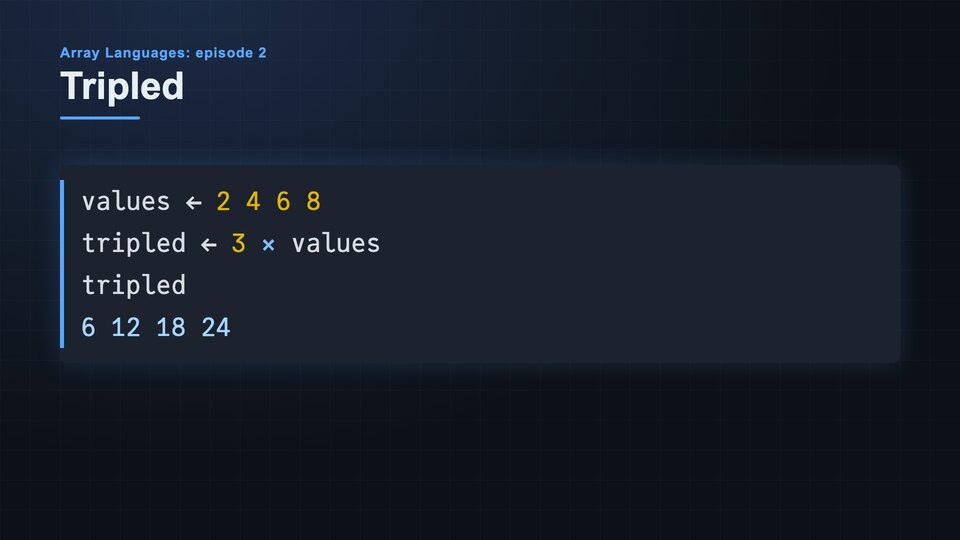 Array Languages: episode 2
Tripled
values ← 2 4 6 8
tripled ← 3 × values
tripled
6 12 18 24